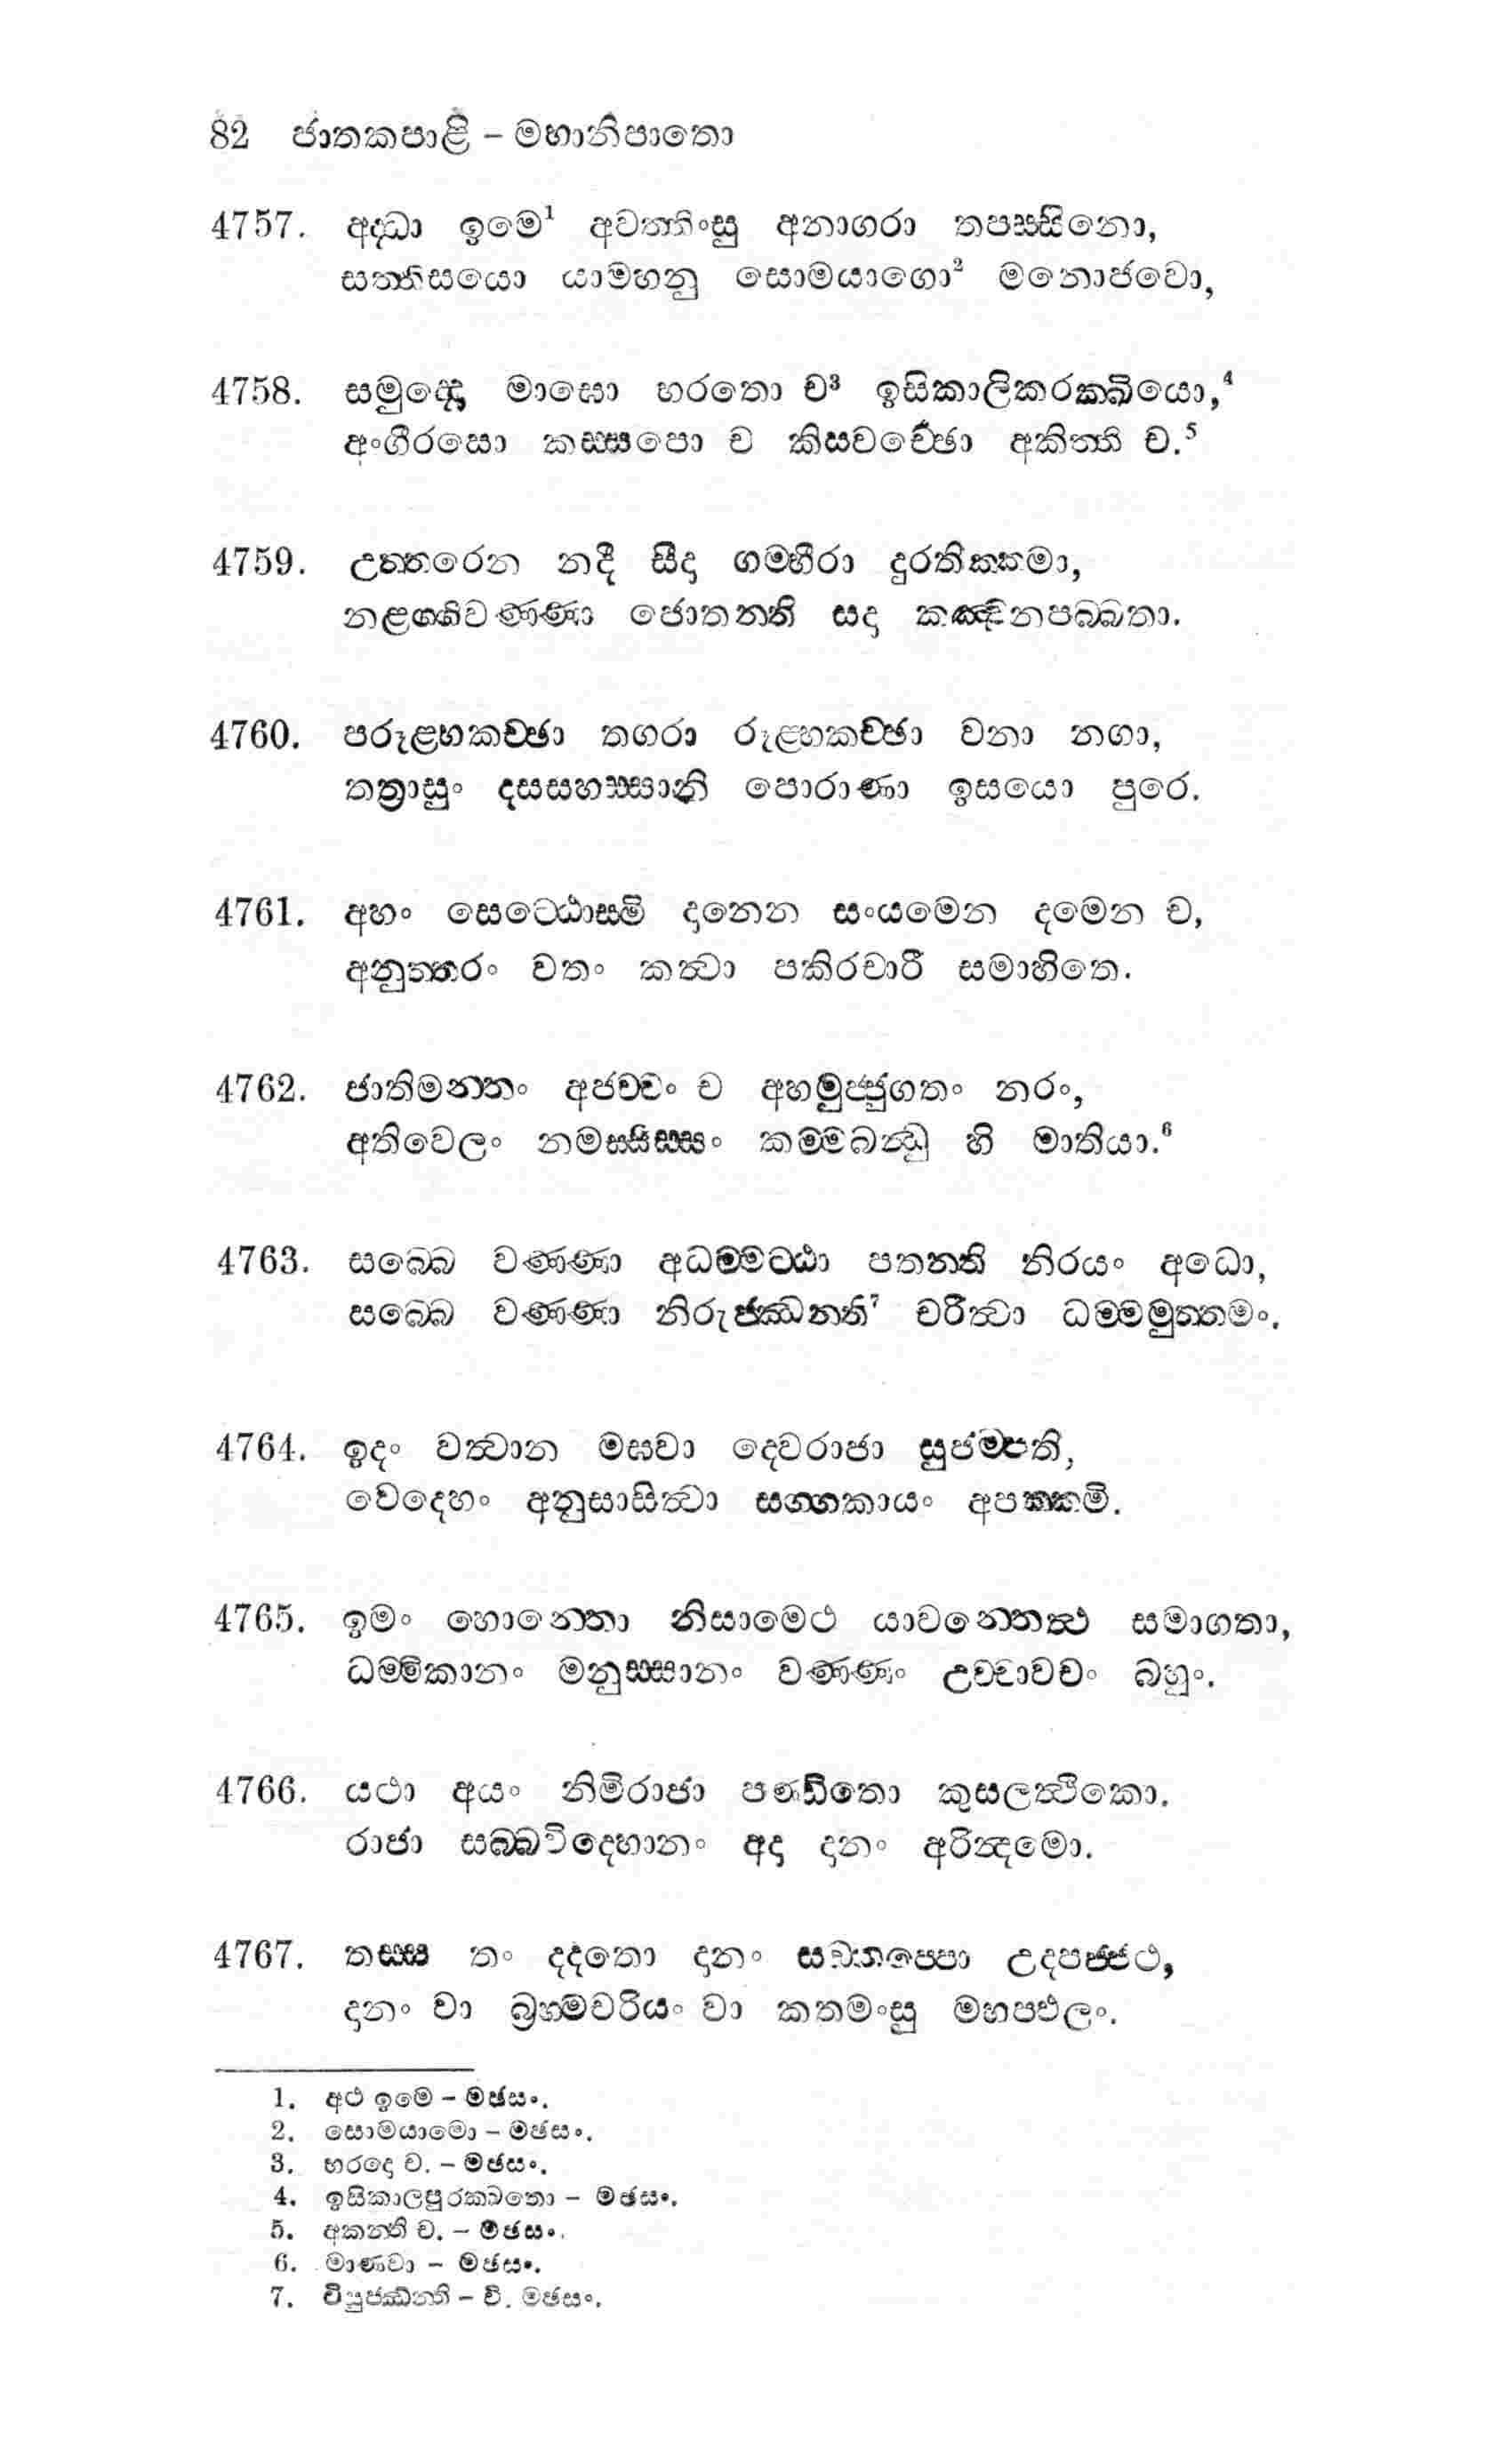 82 ජාතකපාළි – මහානිපාතො
4757. අද්ධා ඉමෙ¹ අවත්තිංසු අනාගරා තපස්සිනො,
සත්තිසයො යාමහනු සොමයාගො² මනොජවො,
4758. සමුද්දො මාඝො භරතො ච³ ඉසිකාලිකරක්ඛියො,⁴
අංගීරසො කස්සපො ච කිසවච්ඡො අකිත්ති ච.⁵
4759. උත්තරෙන නදී සීදා ගම්භීරා දුරතික්කමා,
නළග්ගිවණ්ණා ජොතන්ති සදා කඤ්චනපබ්බතා.
4760. පරූළ්හකච්ඡා තගරා රූළ්හකච්ඡා වනා නගා,
තත්‍රාසුං දසසහස්සානි පොරාණා ඉසයො පුරෙ.
4761. අහං සෙට්ඨොස්මි දානෙන සංයමෙන දමෙන ච,
අනුත්තරං වතං කත්වා පකිරචාරී සමාහිතෙ.
4762. ජාතිමන්තං අජච්චං ච අහමුජ්ජුගතං නරං,
අතිවෙලං නමස්සිස්සං කම්මබන්ධූ හි මාතියා.⁶
4763. සබ්බෙ වණ්ණා අධම්මට්ඨා පතන්ති නිරයං අධො,
සබ්බෙ වණ්ණා නිරුජ්ඣන්ති⁷ චරිත්වා ධම්මමුත්තමං.
4764. ඉදං වත්වාන මඝවා දෙවරාජා සුජම්පති,
වෙදෙහං අනුසාසිත්වා සග්ගකායං අපක්කමි.
4765. ඉමං භොන්තො නිසාමෙථ යාවන්තෙත්ථ සමාගතා,
ධම්මිකානං මනුස්සානං වණ්ණං උච්චාවචං බහුං.
4766. යථා අයං නිමිරාජා පණ්ඩිතො කුසලත්ථිකො.
රාජා සබ්බවිදෙහානං අදා දානං අරින්දමො.
4767. තස්ස තං දදතො දානං සඞ්කප්පො උදපජ්ජථ,
දානං වා බ්‍රහ්මචරියං වා කතමංසු මහප්ඵලං.
1. අථ ඉමෙ – මඡසං.
2. සොමයාමො – මඡසං.
3. භරදො ච. – මඡසං.
4. ඉසිකාලපුරක්ඛතො – මඡසං.
5. අකන්ති ච. – මඡසං.
6. මාණවා – මඡසං.
7. විසුජ්ඣන්ති – වි. මඡසං.